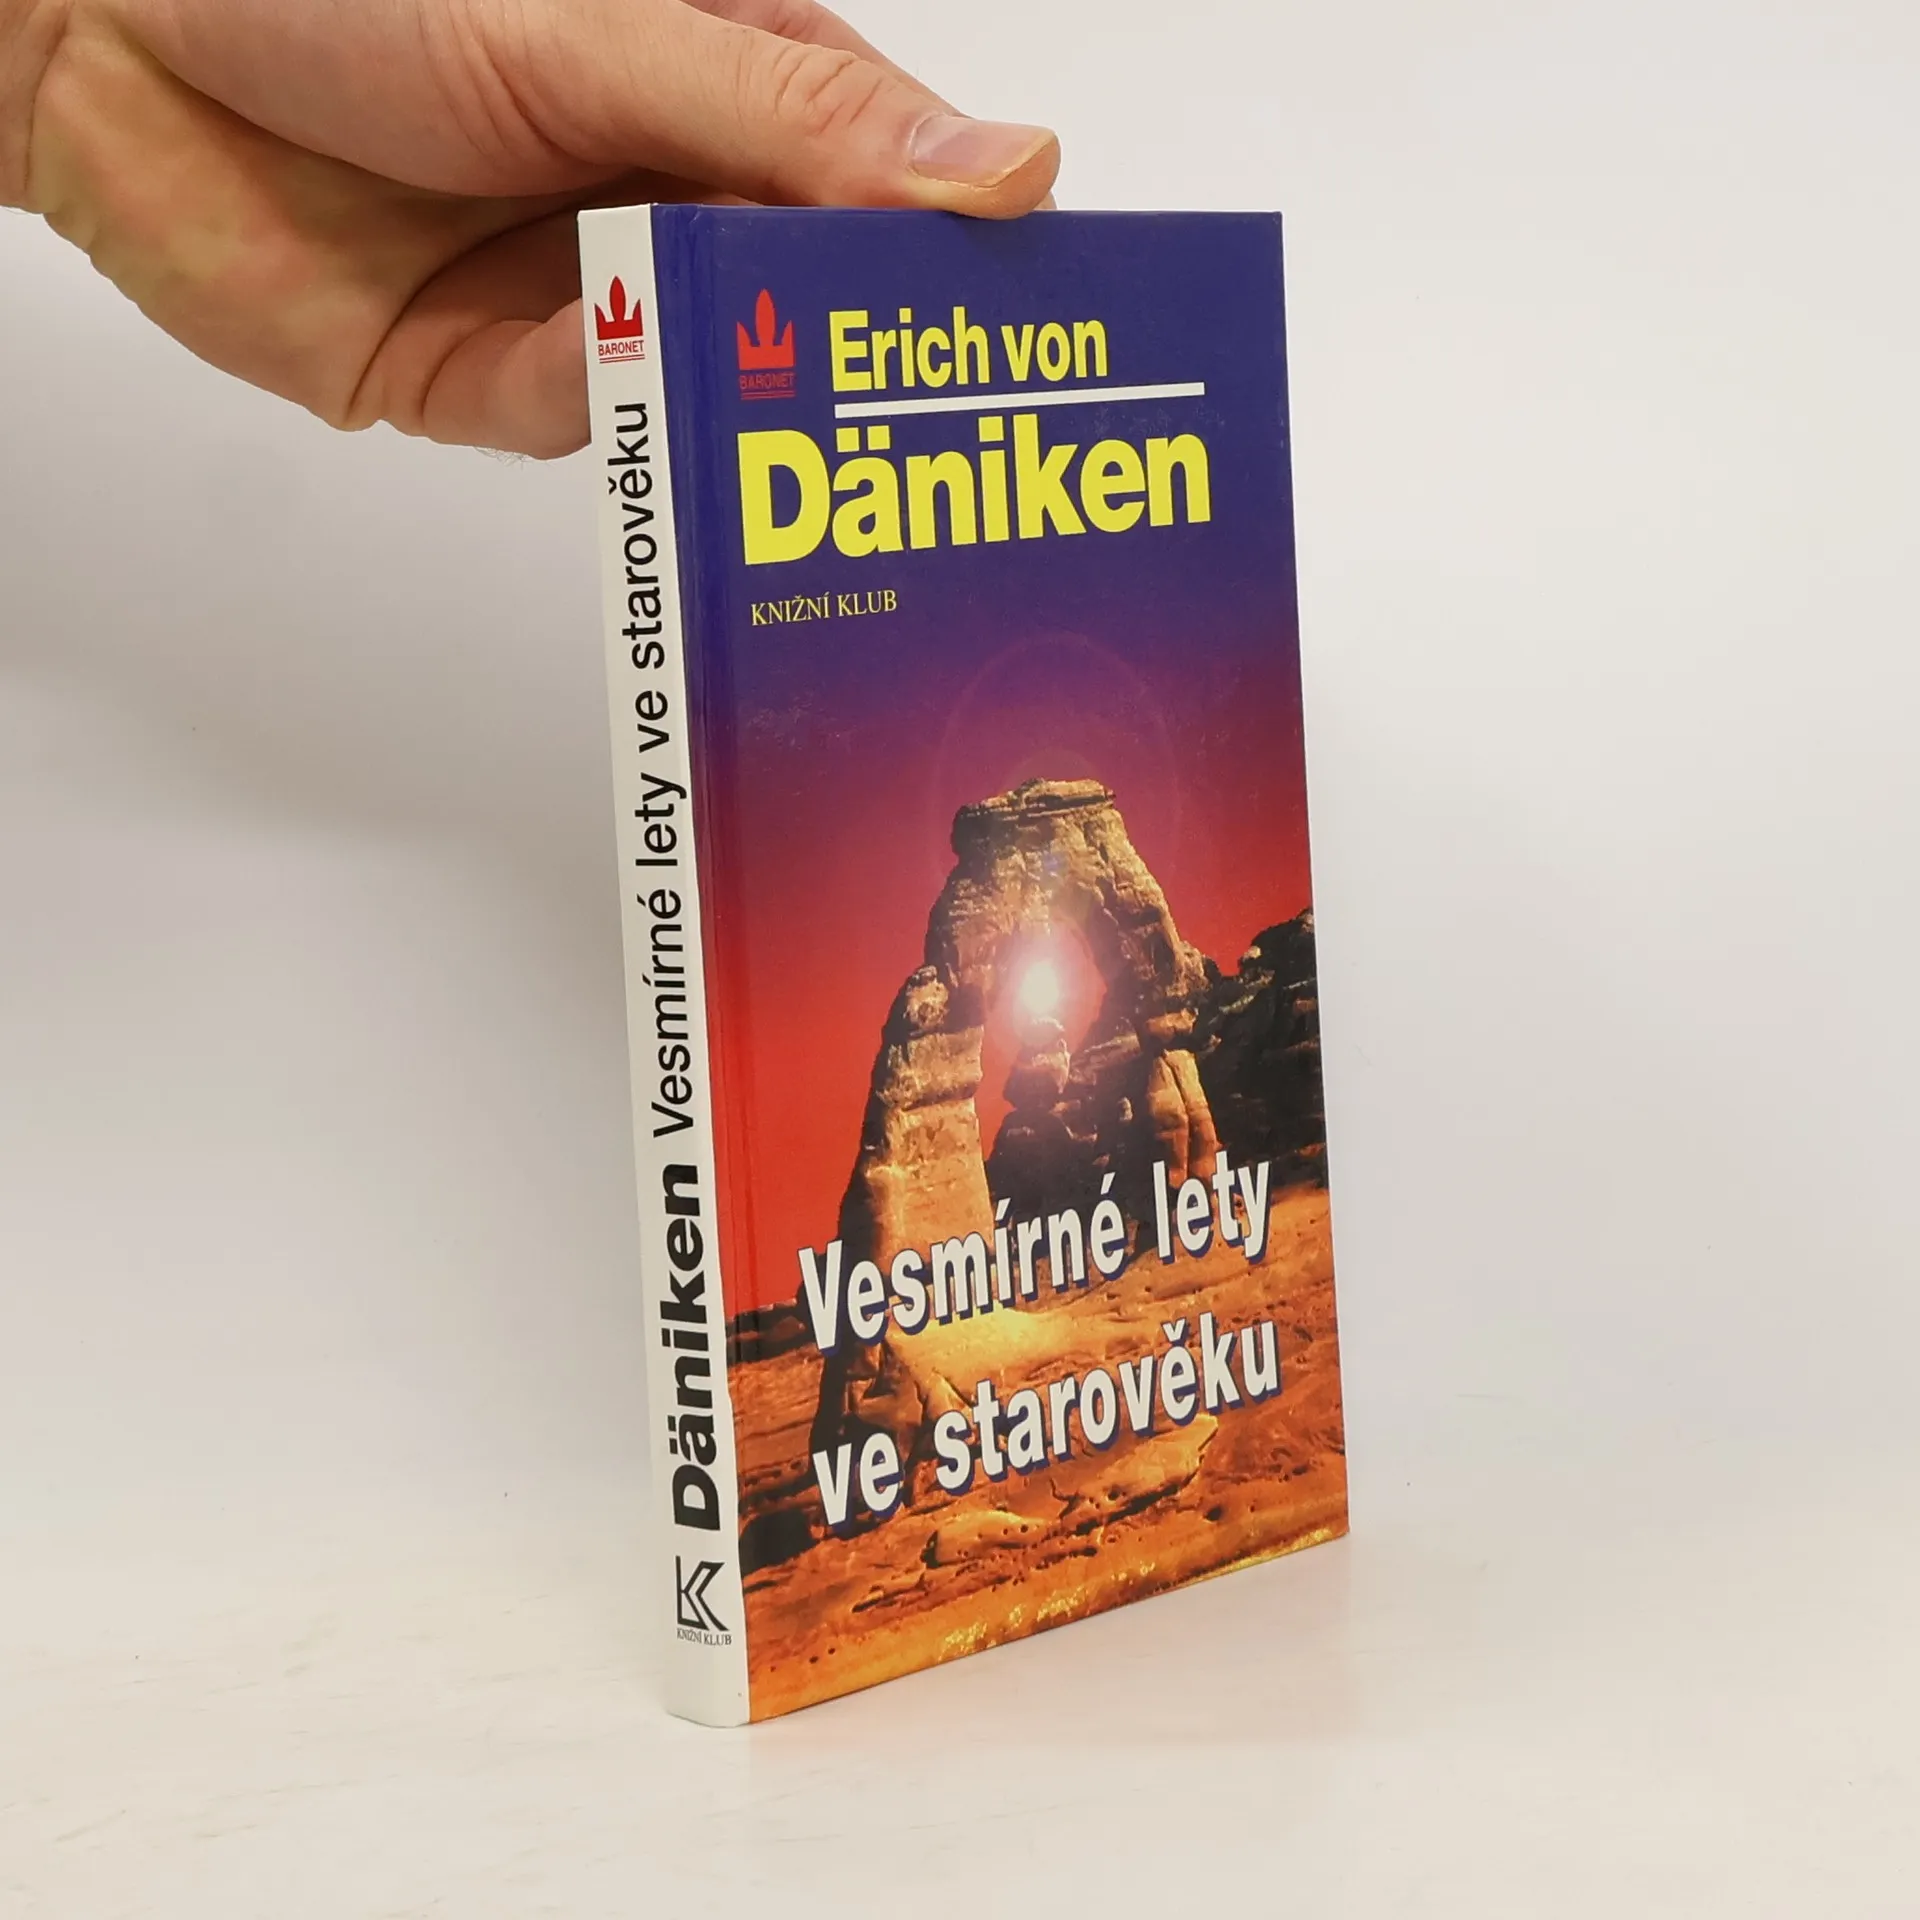 BARONET
Däniken Vesmírné lety ve starověku
KNIŽNÍ KLUB
BARONET
Erich von
Däniken
KNIŽNÍ KLUB
Vesmírné lety
ve starověku